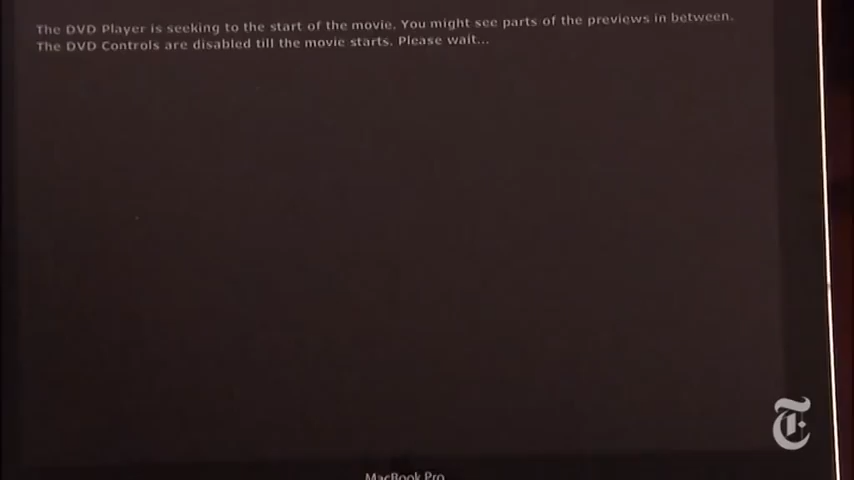 The DVD Player is seeking to the start of the movie. You might see parts of the previews in between.
The DVD Controls are disabled till the movie starts. Please wait...
T
MacBook Pro